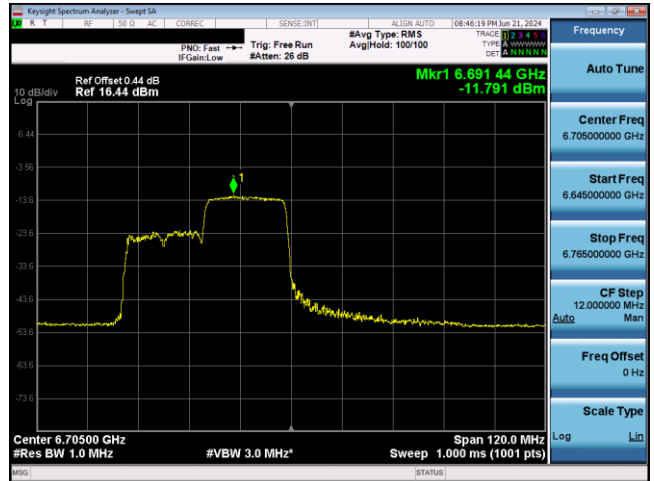 Keysight Spectrum Analyzer - Swept SA
R T RF 50 Ω AC CORREC SENSE:INT ALIGN AUTO 08:46:19 PM Jun 21, 2024
#Avg Type: RMS TRACE 1 2 3 4 5 6
PNO: Fast Trig: Free Run Avg|Hold: 100/100 TYPE A WWWWW
IFGain:Low #Atten: 26 dB DET A N N N N N
Mkr1 6.691 44 GHz
-11.791 dBm
Ref Offset 0.44 dB
10 dB/div Ref 16.44 dBm
Log
6.44
-3.56
1
-13.6
-23.6
-33.6
-43.6
-53.6
-63.6
-73.6
Center 6.70500 GHz Span 120.0 MHz
#Res BW 1.0 MHz #VBW 3.0 MHz* Sweep 1.000 ms (1001 pts)
MSG STATUS
Frequency
Auto Tune
Center Freq
6.705000000 GHz
Start Freq
6.645000000 GHz
Stop Freq
6.765000000 GHz
CF Step
12.000000 MHz
Auto Man
Freq Offset
0 Hz
Scale Type
Log Lin